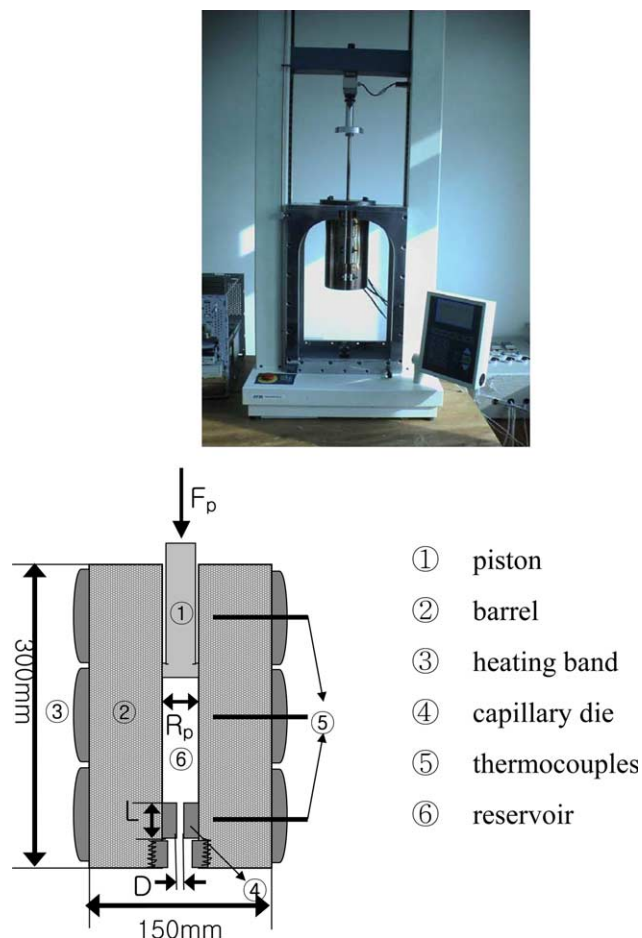 Fₚ
① piston
② barrel
③ heating band
④ capillary die
⑤ thermocouples
⑥ reservoir
①
300mm
③
②
Rₚ
⑤
⑥
L
D
④
150mm